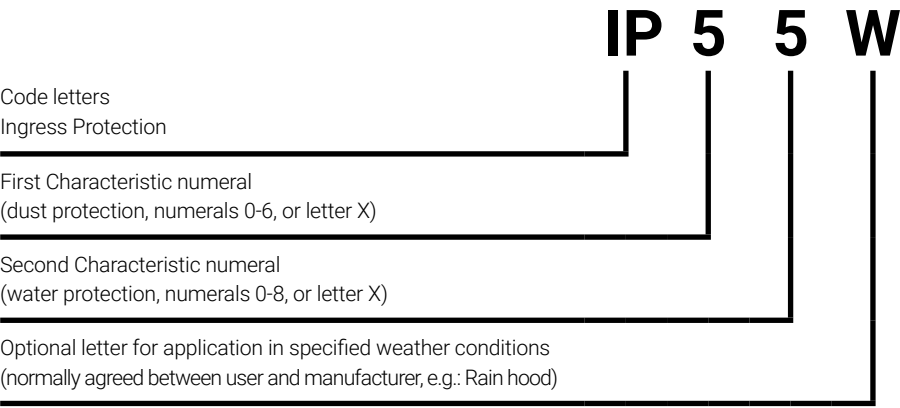 IP 5 5 W
Code letters
Ingress Protection
First Characteristic numeral
(dust protection, numerals 0-6, or letter X)
Second Characteristic numeral
(water protection, numerals 0-8, or letter X)
Optional letter for application in specified weather conditions
(normally agreed between user and manufacturer, e.g.: Rain hood)